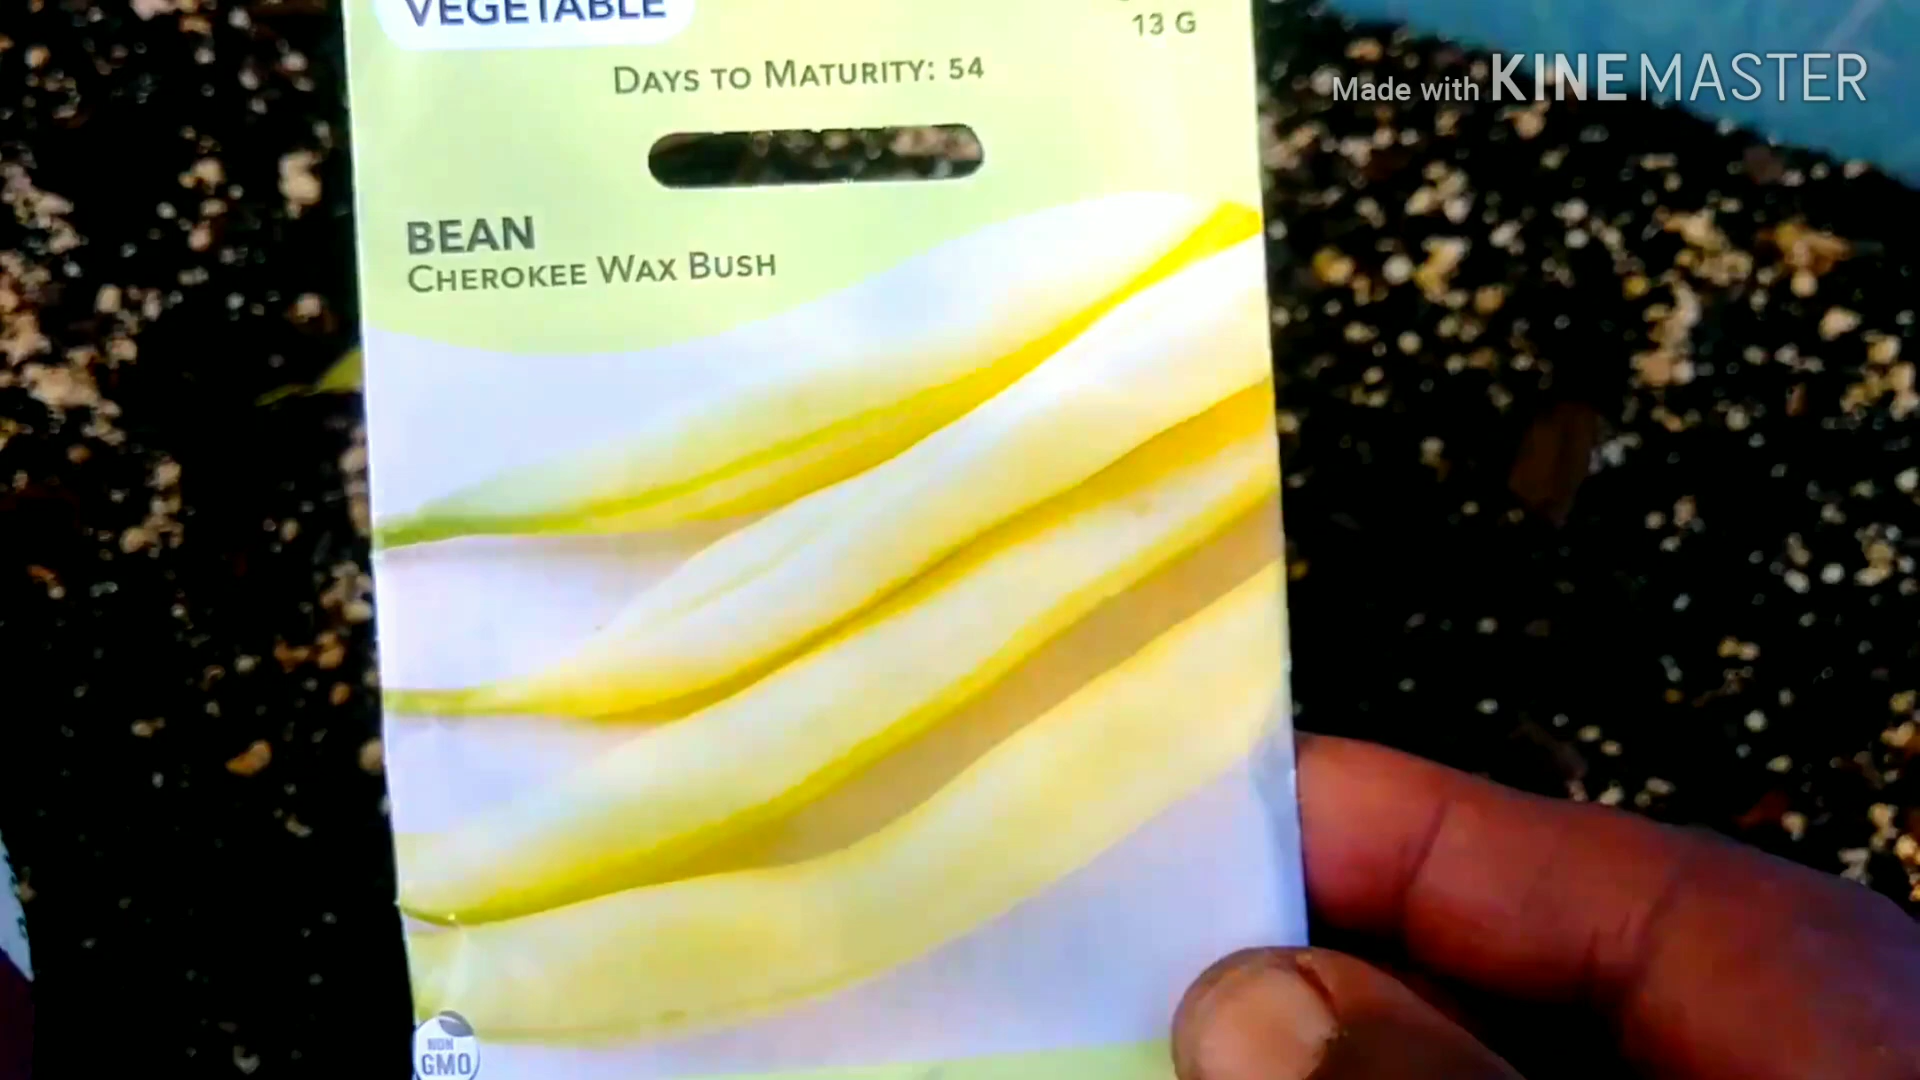 VEGETABLE
13 G
DAYS TO MATURITY: 54
Made with KINEMASTER
BEAN
CHEROKEE WAX BUSH
NON
GMO